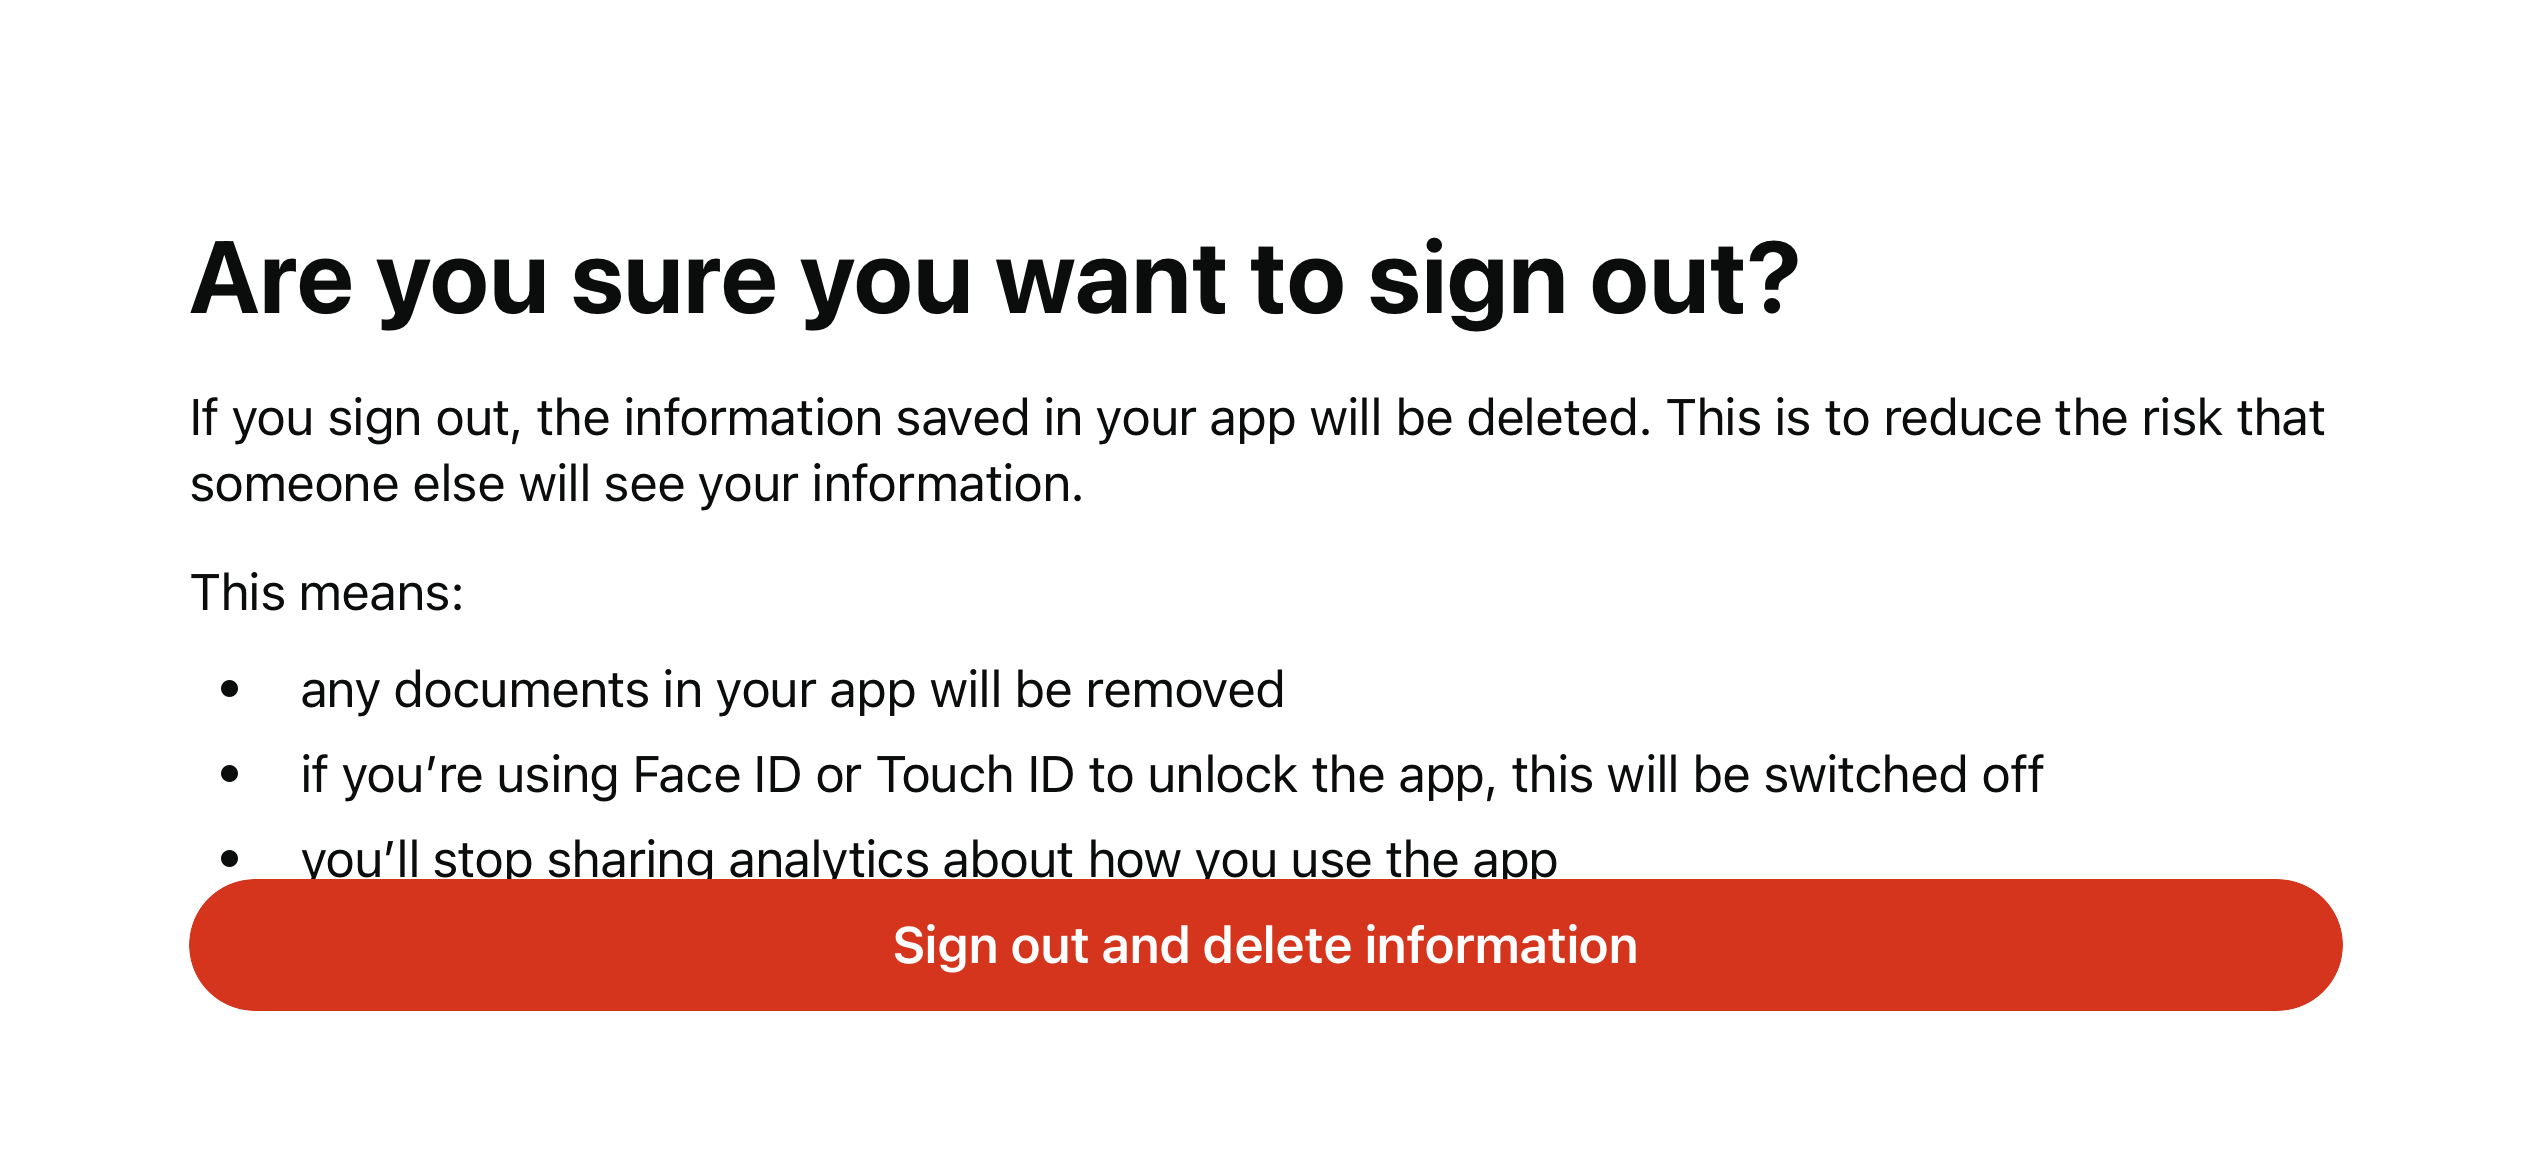 Are you sure you want to sign out?
If you sign out, the information saved in your app will be deleted. This is to reduce the risk that
someone else will see your information.
This means:
• any documents in your app will be removed
• if you’re using Face ID or Touch ID to unlock the app, this will be switched off
• you’ll stop sharing analytics about how you use the app
Sign out and delete information